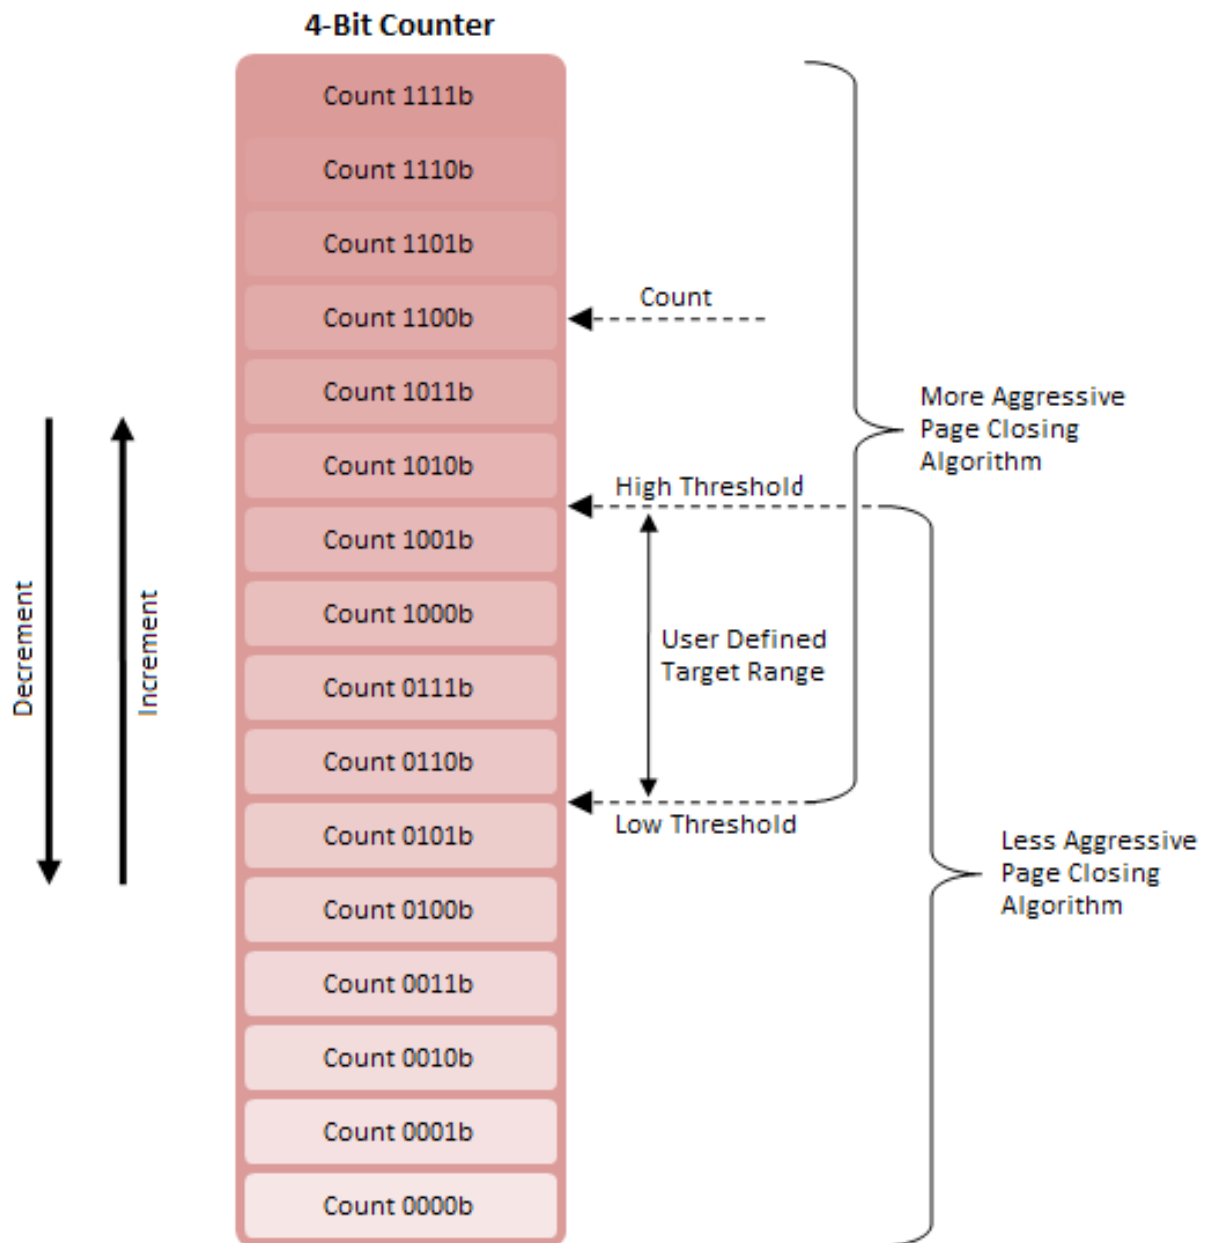 4-Bit Counter
Count 1111b
Count 1110b
Count 1101b
Count 1100b
Count
Count 1011b
More Aggressive
Page Closing
Algorithm
Count 1010b
High Threshold
Count 1001b
Count 1000b
User Defined
Target Range
Decrement
Increment
Count 0111b
Count 0110b
Low Threshold
Count 0101b
Less Aggressive
Page Closing
Algorithm
Count 0100b
Count 0011b
Count 0010b
Count 0001b
Count 0000b